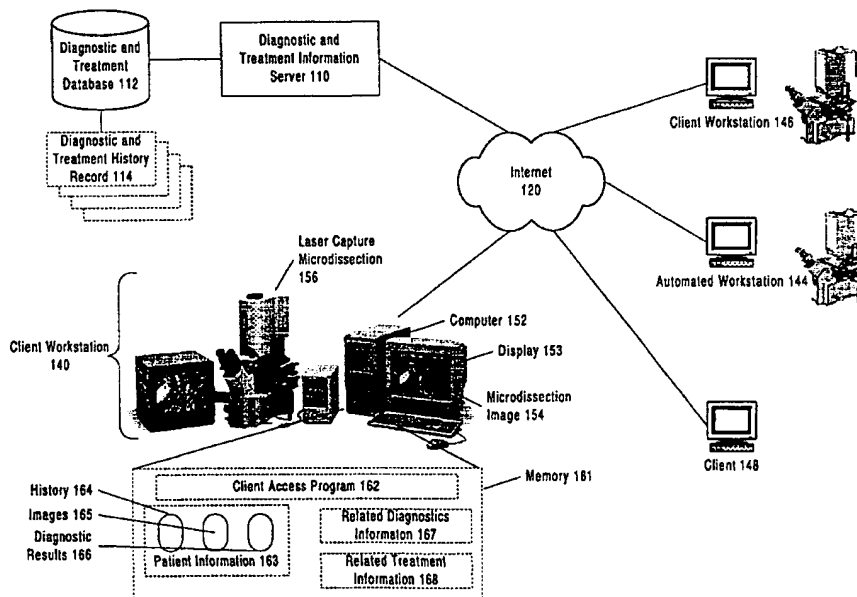 Diagnostic and
Treatment
Database 112
Diagnostic and
Treatment Information
Server 110
Diagnostic and
Treatment History
Record 114
Internet
120
Client Workstation 146
Automated Workstation 144
Client 148
Laser Capture
Microdissection
156
Client Workstation
140
Computer 152
Display 153
Microdissection
Image 154
Memory 161
Client Access Program 162
History 164
Images 165
Diagnostic
Results 166
Patient Information 163
Related Diagnostics
Informaton 167
Related Treatment
Information 168